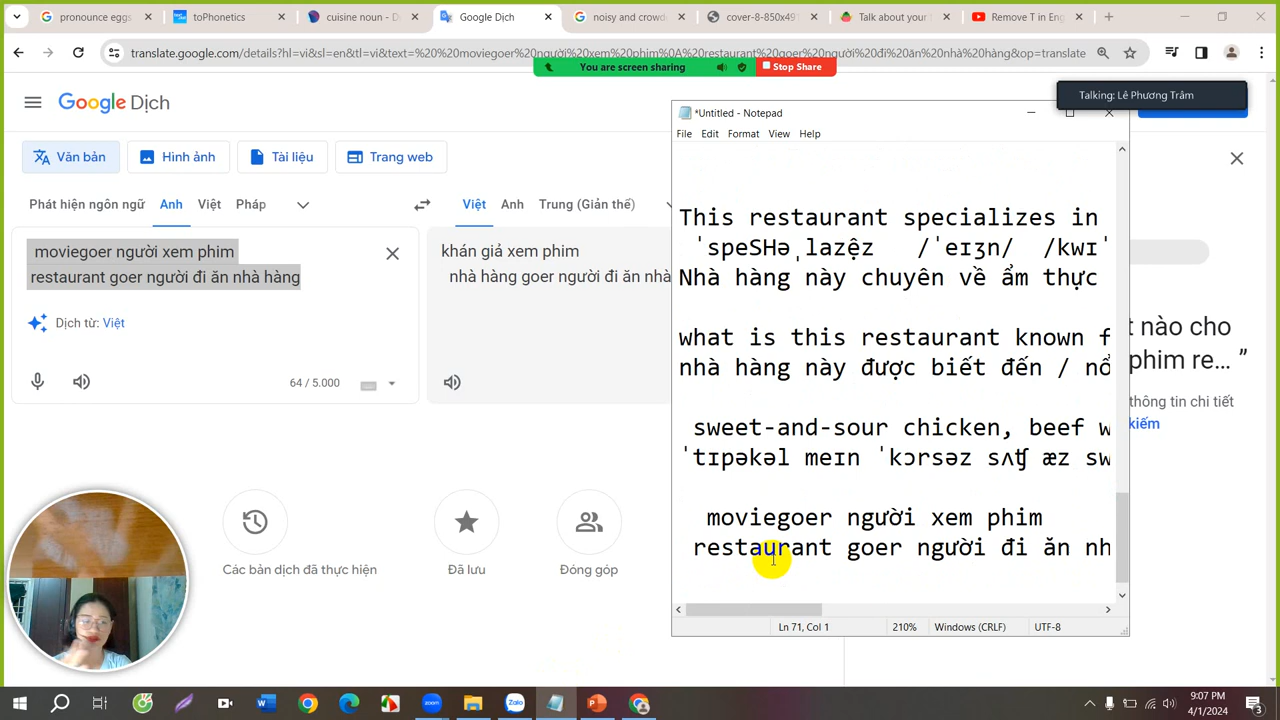 pronounce eggs
toPhonetics
cuisine noun - D
Google Dịch
noisy and crowd
cover-8-850x491
Talk about your
Remove T in Eng
translate.google.com/details?hl=vi&sl=en&tl=vi&text=%20%20moviegoer%20người%20xem%20phim%0A%20restaurant%20goer%20người%20đi%20ăn%20nhà%20hàng&op=translate
You are screen sharing
Stop Share
Talking: Lê Phương Trâm
Google Dịch
Văn bản
Hình ảnh
Tài liệu
Trang web
Phát hiện ngôn ngữ
Anh
Việt
Pháp
Việt
Anh
Trung (Giản thể)
moviegoer người xem phim
restaurant goer người đi ăn nhà hàng
Dịch từ: Việt
64 / 5.000
khán giả xem phim
nhà hàng goer người đi ăn nhà
*Untitled - Notepad
File Edit Format View Help
This restaurant specializes in
ˈspeSHəˌlazệz /ˈeɪʒn/ /kwɪˈ
Nhà hàng này chuyên về ẩm thực
what is this restaurant known f
nhà hàng này được biết đến / nổ
sweet-and-sour chicken, beef w
ˈtɪpəkəl meɪn ˈkɔrsəz sʌʧ æz sw
moviegoer người xem phim
restaurant goer người đi ăn nh
Ln 71, Col 1
210%
Windows (CRLF)
UTF-8
t nào cho
phim re... ”
thông tin chi tiết
kiếm
Các bản dịch đã thực hiện
Đã lưu
Đóng góp
zoom
Zalo
9:07 PM
4/1/2024
3